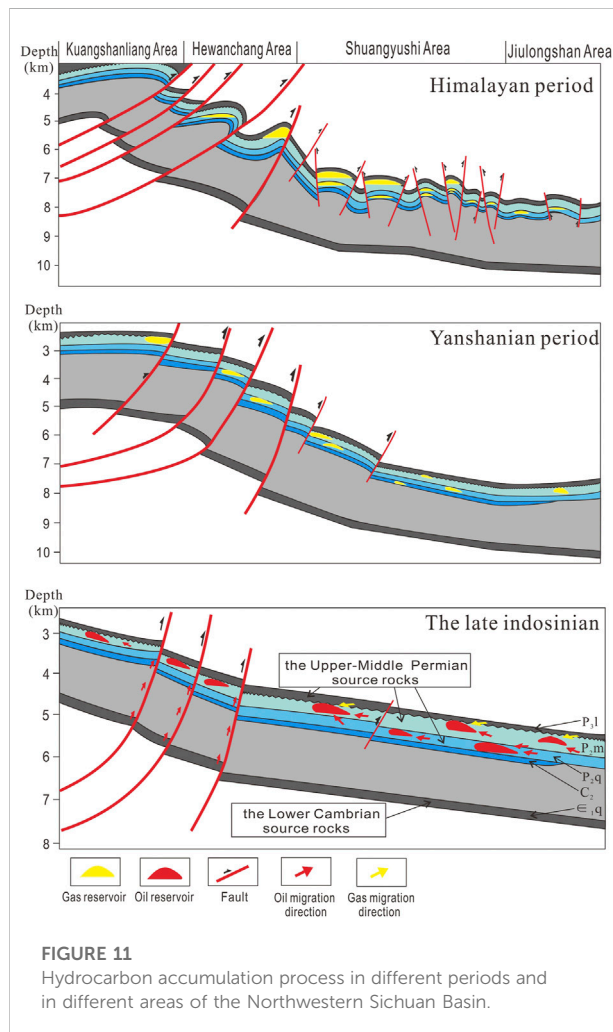 Depth
(km)
Kuangshanliang Area
Hewanchang Area
Shuangyushi Area
Jiulongshan Area
Himalayan period
4
5
6
7
8
9
10
Depth
(km)
Yanshanian period
3
4
5
6
7
8
9
10
Depth
(km)
The late indosinian
3
4
5
6
7
8
the Upper-Middle Permian
source rocks
P₃l
P₂m
P₂q
C₂
∈₁q
the Lower Cambrian
source rocks
Gas reservoir
Oil reservoir
Fault
Oil migration
direction
Gas migration
direction
FIGURE 11
Hydrocarbon accumulation process in different periods and
in different areas of the Northwestern Sichuan Basin.